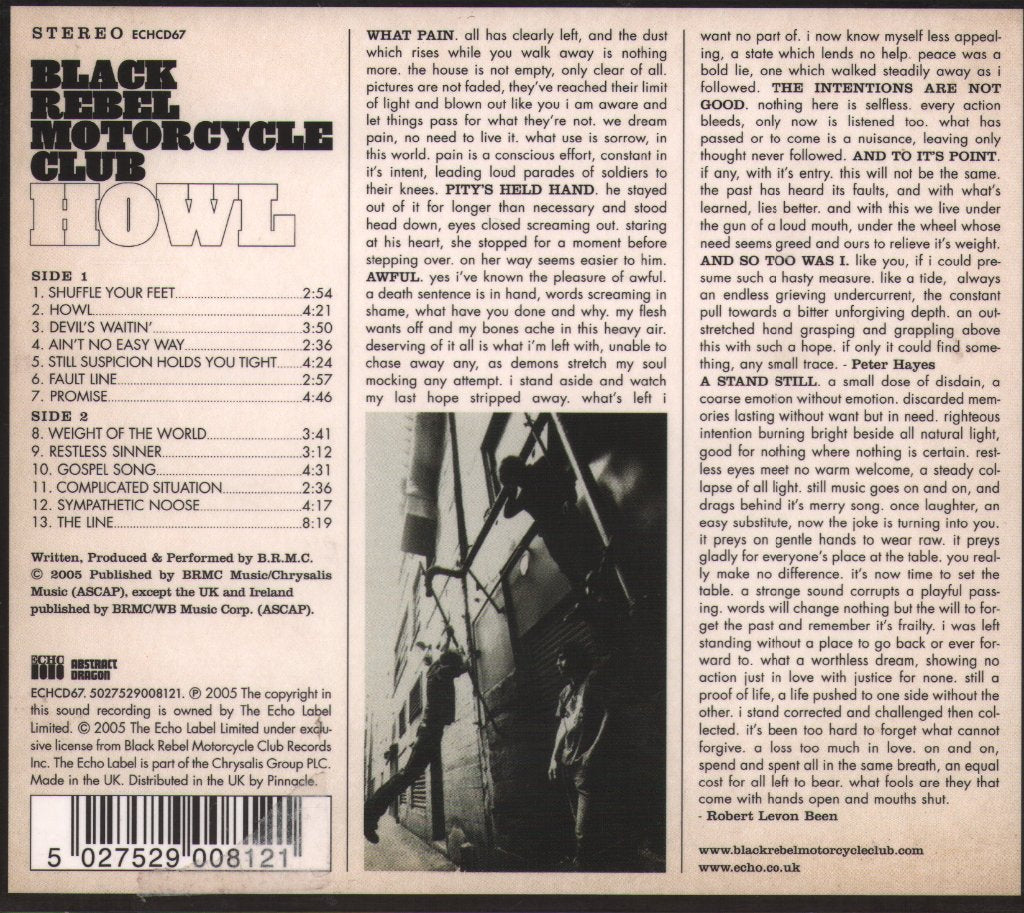 STEREO ECHCD67
BLACK
REBEL
MOTORCYCLE
CLUB
HOWL
SIDE 1
1. SHUFFLE YOUR FEET 2:54
2. HOWL 4:21
3. DEVIL'S WAITIN' 3:50
4. AIN'T NO EASY WAY 2:36
5. STILL SUSPICION HOLDS YOU TIGHT 4:24
6. FAULT LINE 2:57
7. PROMISE 4:46
SIDE 2
8. WEIGHT OF THE WORLD 3:41
9. RESTLESS SINNER 3:12
10. GOSPEL SONG 4:31
11. COMPLICATED SITUATION 2:36
12. SYMPATHETIC NOOSE 4:17
13. THE LINE 8:19
Written, Produced & Performed by B.R.M.C.
© 2005 Published by BRMC Music/Chrysalis
Music (ASCAP), except the UK and Ireland
published by BRMC/WB Music Corp. (ASCAP).
ECHO
ABSTRACT
DRAGON
ECHCD67. 5027529008121. ℗ 2005 The copyright in
this sound recording is owned by The Echo Label
Limited. © 2005 The Echo Label Limited under exclu-
sive license from Black Rebel Motorcycle Club Records
Inc. The Echo Label is part of the Chrysalis Group PLC.
Made in the UK. Distributed in the UK by Pinnacle.
5 027529 008121
WHAT PAIN. all has clearly left, and the dust
which rises while you walk away is nothing
more. the house is not empty, only clear of all.
pictures are not faded, they've reached their limit
of light and blown out like you i am aware and
let things pass for what they're not. we dream
pain, no need to live it. what use is sorrow, in
this world. pain is a conscious effort, constant in
it's intent, leading loud parades of soldiers to
their knees. PITY'S HELD HAND. he stayed
out of it for longer than necessary and stood
head down, eyes closed screaming out. staring
at his heart, she stopped for a moment before
stepping over. on her way seems easier to him.
AWFUL. yes i've known the pleasure of awful.
a death sentence is in hand, words screaming in
shame, what have you done and why. my flesh
wants off and my bones ache in this heavy air.
deserving of it all is what i'm left with, unable to
chase away any, as demons stretch my soul
mocking any attempt. i stand aside and watch
my last hope stripped away. what's left i
want no part of. i now know myself less appeal-
ing, a state which lends no help. peace was a
bold lie, one which walked steadily away as i
followed. THE INTENTIONS ARE NOT
GOOD. nothing here is selfless. every action
bleeds, only now is listened too. what has
passed or to come is a nuisance, leaving only
thought never followed. AND TO IT'S POINT.
if any, with it's entry. this will not be the same.
the past has heard its faults, and with what's
learned, lies better. and with this we live under
the gun of a loud mouth, under the wheel whose
need seems greed and ours to relieve it's weight.
AND SO TOO WAS I. like you, if i could pre-
sume such a hasty measure. like a tide, always
an endless grieving undercurrent, the constant
pull towards a bitter unforgiving depth. an out-
stretched hand grasping and grappling above
this with such a hope. if only it could find some-
thing, any small trace. - Peter Hayes
A STAND STILL. a small dose of disdain, a
coarse emotion without emotion. discarded mem-
ories lasting without want but in need. righteous
intention burning bright beside all natural light,
good for nothing where nothing is certain. rest-
less eyes meet no warm welcome, a steady col-
lapse of all light. still music goes on and on, and
drags behind it's merry song. once laughter, an
easy substitute, now the joke is turning into you.
it preys on gentle hands to wear raw. it preys
gladly for everyone's place at the table. you real-
ly make no difference. it's now time to set the
table. a strange sound corrupts a playful pass-
ing. words will change nothing but the will to for-
get the past and remember it's frailty. i was left
standing without a place to go back or ever for-
ward to. what a worthless dream, showing no
action just in love with justice for none. still a
proof of life, a life pushed to one side without the
other. i stand corrected and challenged then col-
lected. it's been too hard to forget what cannot
forgive. a loss too much in love. on and on,
spend and spent all in the same breath, an equal
cost for all left to bear. what fools are they that
come with hands open and mouths shut.
- Robert Levon Been
www.blackrebelmotorcycleclub.com
www.echo.co.uk